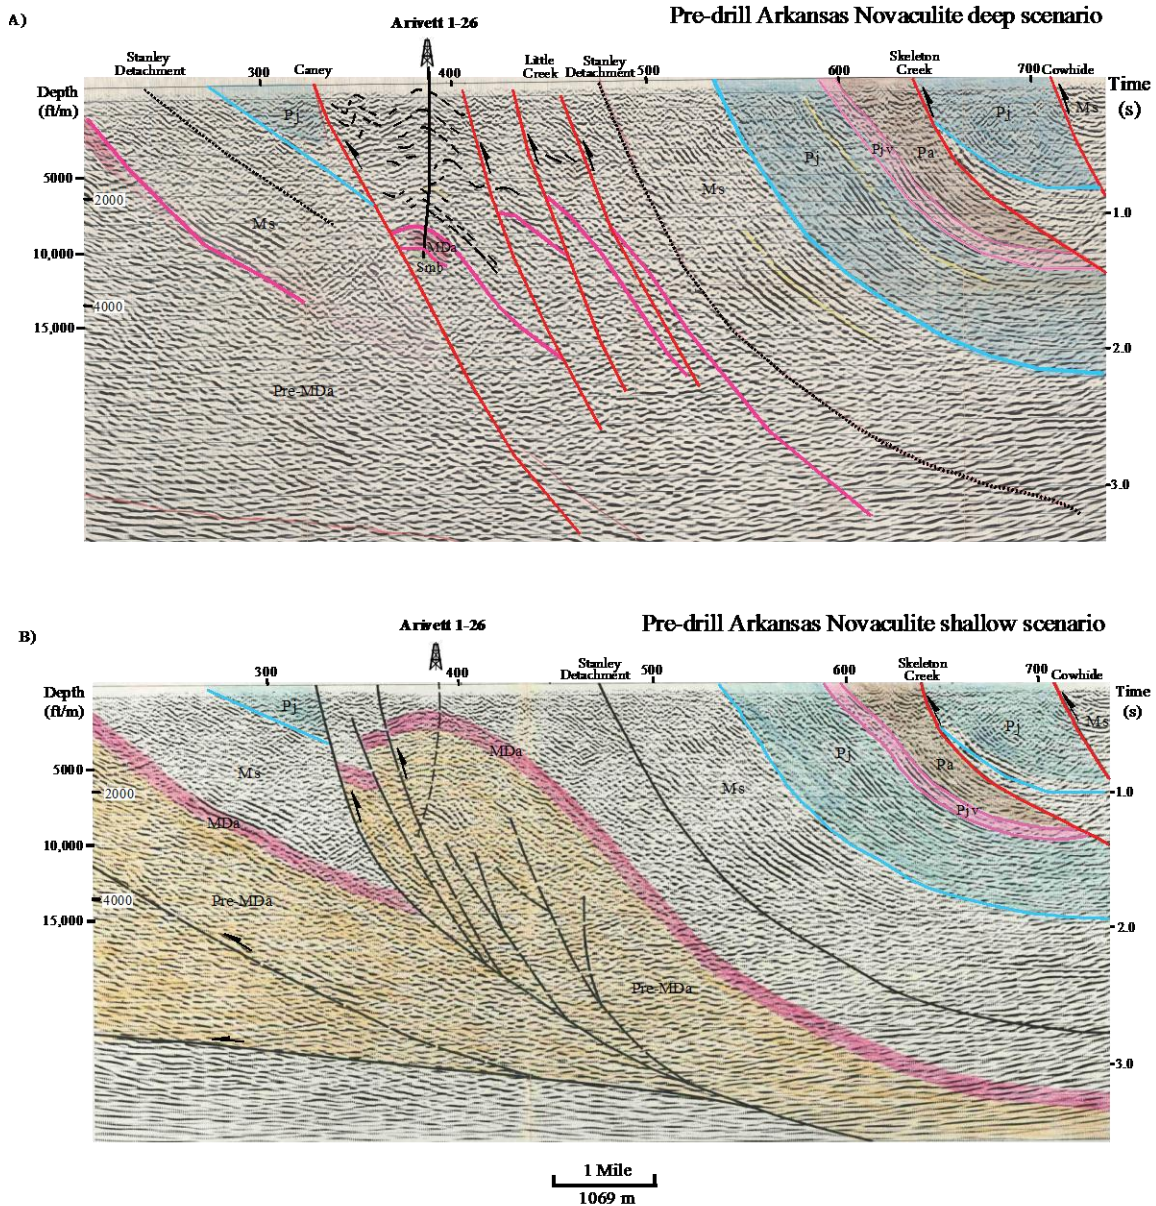 A)
Pre-drill Arkansas Novaculite deep scenario
Arivett 1-26
Stanley
Detachment
300
Caney
400
Little
Creek
Stanley
Detachment
500
600
Skeleton
Creek
700
Cowhide
Depth
(ft/m)
Time
(s)
Pj
Pj
Ms
5000
2000
Ms
Ms
Pj
Pjv
Pa
1.0
10,000
MDa
Smb
4000
15,000
2.0
Pre-MDa
3.0
B)
Pre-drill Arkansas Novaculite shallow scenario
Arivett 1-26
300
400
Stanley
Detachment
500
600
Skeleton
Creek
700
Cowhide
Depth
(ft/m)
Time
(s)
Pj
Pj
Ms
MDa
Pj
Pa
Ms
5000
2000
Ms
Pjv
1.0
MDa
10,000
4000
Pre-MDa
15,000
2.0
Pre-MDa
3.0
1 Mile
1069 m